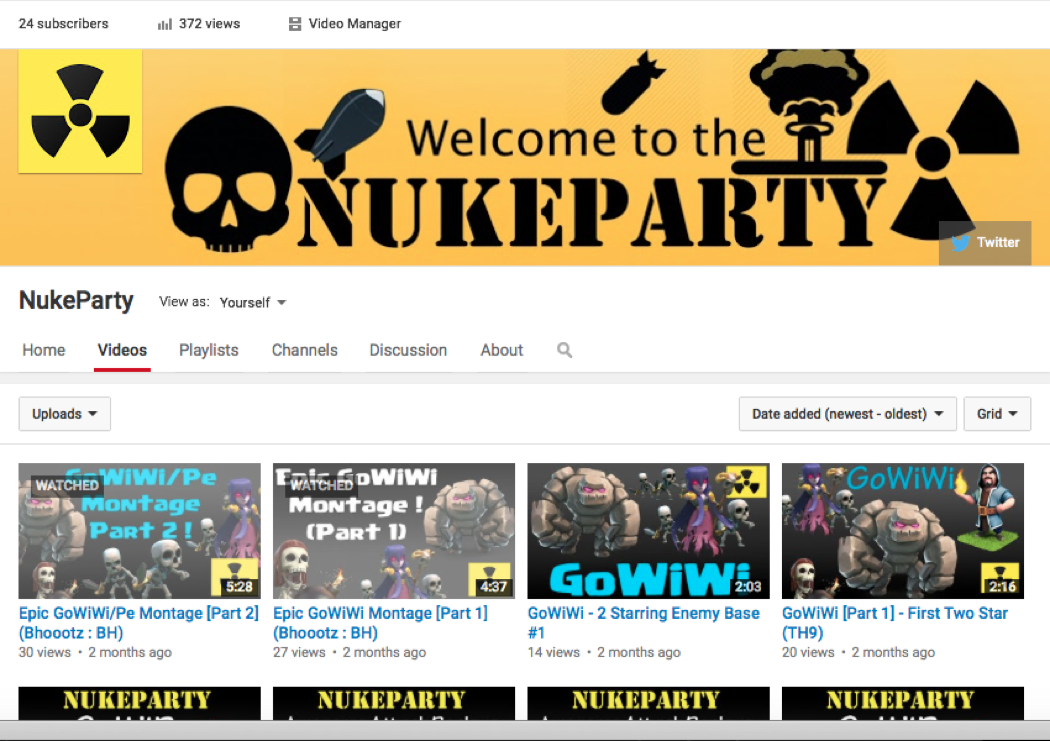 24 subscribers
372 views
Video Manager
Welcome to the
NUKEPARTY
Twitter
NukeParty
View as: Yourself
Home
Videos
Playlists
Channels
Discussion
About
Uploads
Date added (newest - oldest)
Grid
WATCHED
GoWiWi/Pe
Montage
Part 2 !
5:28
Epic GoWiWi/Pe Montage [Part 2]
(Bhoootz : BH)
30 views • 2 months ago
WATCHED
Epic GoWiWi
Montage !
(Part 1)
4:37
Epic GoWiWi Montage [Part 1]
(Bhoootz : BH)
27 views • 2 months ago
GoWiWi
2:03
GoWiWi - 2 Starring Enemy Base
#1
14 views • 2 months ago
GoWiWi
2:16
GoWiWi [Part 1] - First Two Star
(TH9)
20 views • 2 months ago
NUKEPARTY
NUKEPARTY
NUKEPARTY
NUKEPARTY